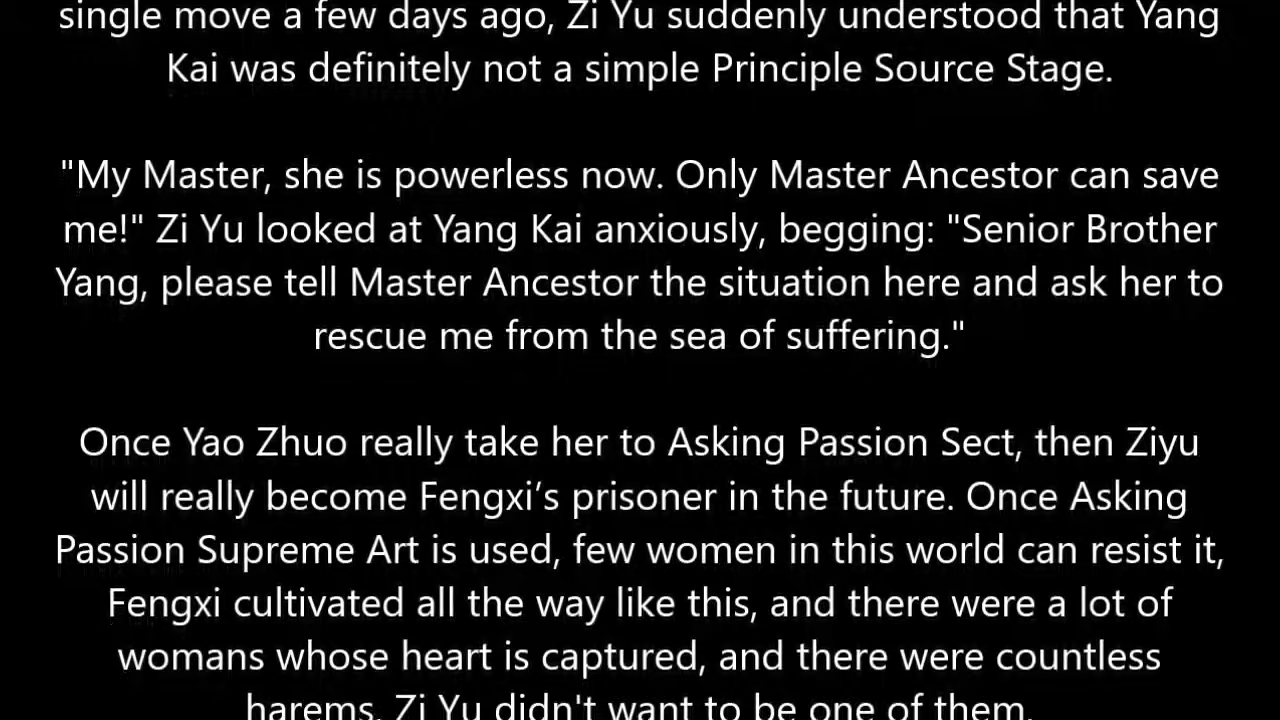 single move a few days ago, Zi Yu suddenly understood that Yang
Kai was definitely not a simple Principle Source Stage.
"My Master, she is powerless now. Only Master Ancestor can save
me!" Zi Yu looked at Yang Kai anxiously, begging: "Senior Brother
Yang, please tell Master Ancestor the situation here and ask her to
rescue me from the sea of suffering."
Once Yao Zhuo really take her to Asking Passion Sect, then Ziyu
will really become Fengxi’s prisoner in the future. Once Asking
Passion Supreme Art is used, few women in this world can resist it,
Fengxi cultivated all the way like this, and there were a lot of
womans whose heart is captured, and there were countless
harems. Zi Yu didn't want to be one of them.